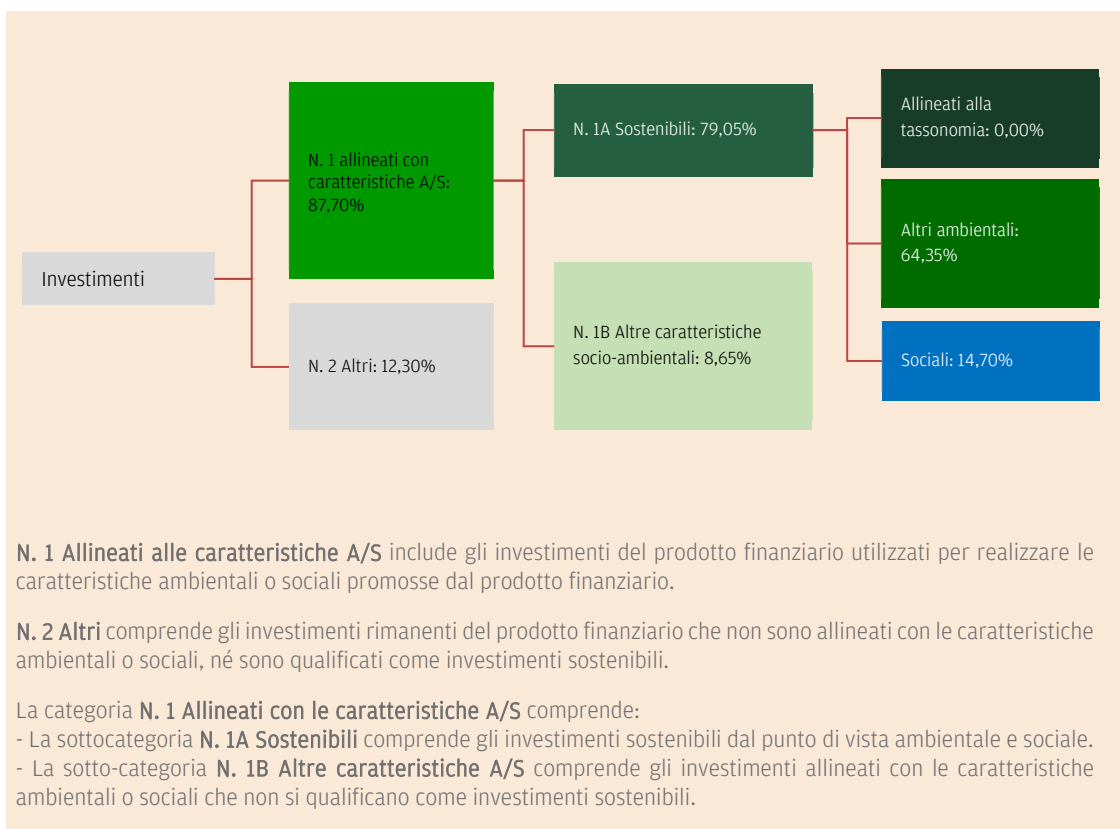 Investimenti
N. 1 allineati con
caratteristiche A/S:
87,70%
N. 2 Altri: 12,30%
N. 1A Sostenibili: 79,05%
N. 1B Altre caratteristiche
socio-ambientali: 8,65%
Allineati alla
tassonomia: 0,00%
Altri ambientali:
64,35%
Sociali: 14,70%
N. 1 Allineati alle caratteristiche A/S include gli investimenti del prodotto finanziario utilizzati per realizzare le
caratteristiche ambientali o sociali promosse dal prodotto finanziario.
N. 2 Altri comprende gli investimenti rimanenti del prodotto finanziario che non sono allineati con le caratteristiche
ambientali o sociali, né sono qualificati come investimenti sostenibili.
La categoria N. 1 Allineati con le caratteristiche A/S comprende:
- La sottocategoria N. 1A Sostenibili comprende gli investimenti sostenibili dal punto di vista ambientale e sociale.
- La sotto-categoria N. 1B Altre caratteristiche A/S comprende gli investimenti allineati con le caratteristiche
ambientali o sociali che non si qualificano come investimenti sostenibili.